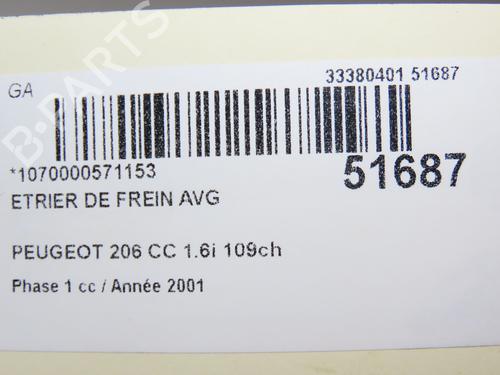 GA
33380401 51687
*1070000571153
51687
ETRIER DE FREIN AVG
PEUGEOT 206 CC 1.6i 109ch
Phase 1 cc / Année 2001
B-PARTS